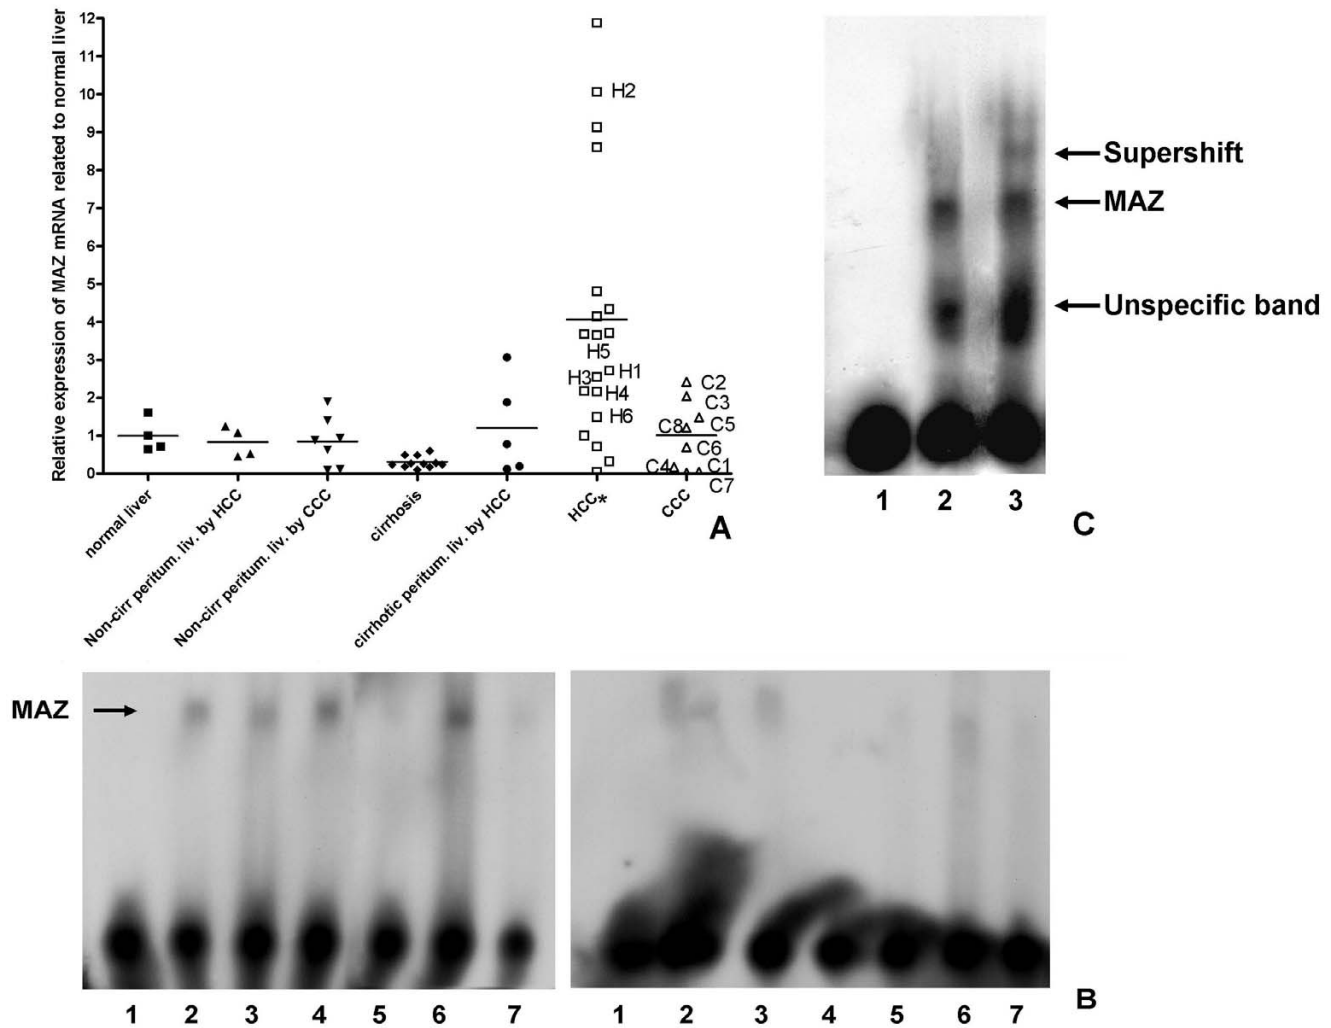 Relative expression of MAZ mRNA related to normal liver
12
11
10
9
8
7
6
5
4
3
2
1
0
H2
H5
H3
H1
H4
H6
C2
C3
C8
C5
C6
C4
C1
C7
normal liver
Non-cirr peritum. liv. by HCC
Non-cirr peritum. liv. by CCC
cirrhosis
cirrhotic peritum. liv. by HCC
HCC*
CCC
A
Supershift
MAZ
Unspecific band
1 2 3
C
MAZ
1 2 3 4 5 6 7
1 2 3 4 5 6 7
B